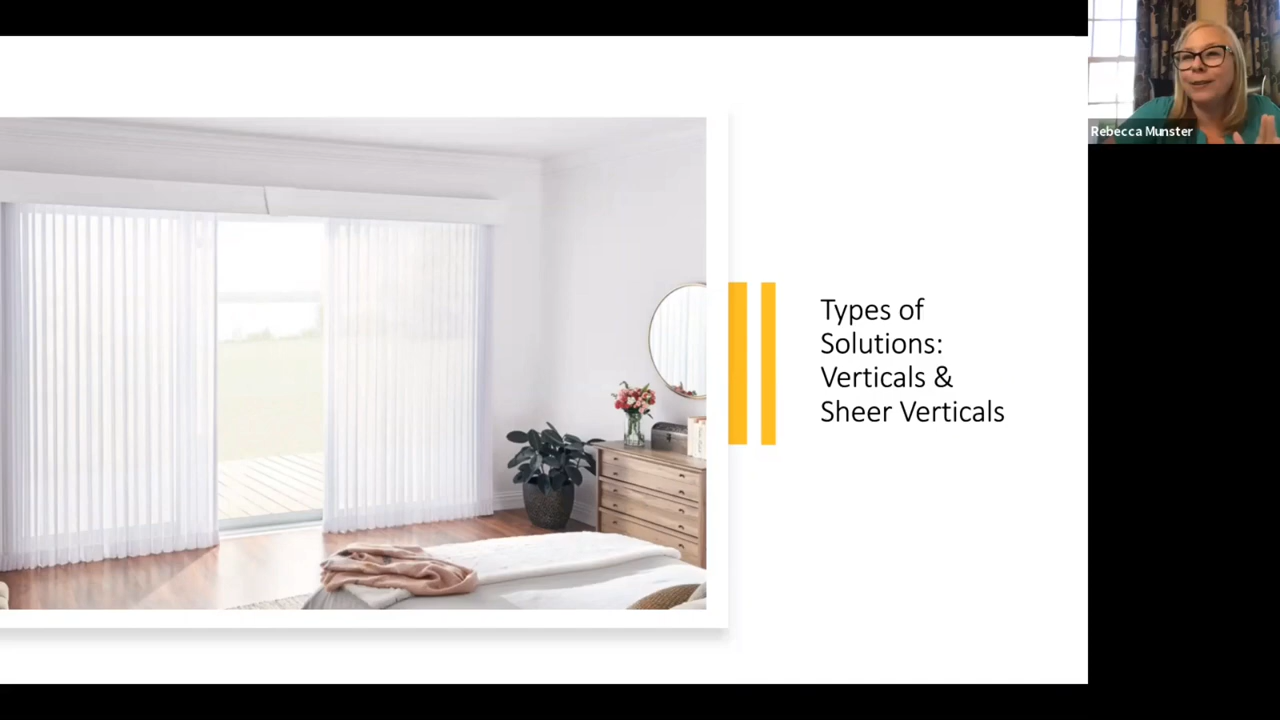 Rebecca Munster
Types of
Solutions:
Verticals &
Sheer Verticals